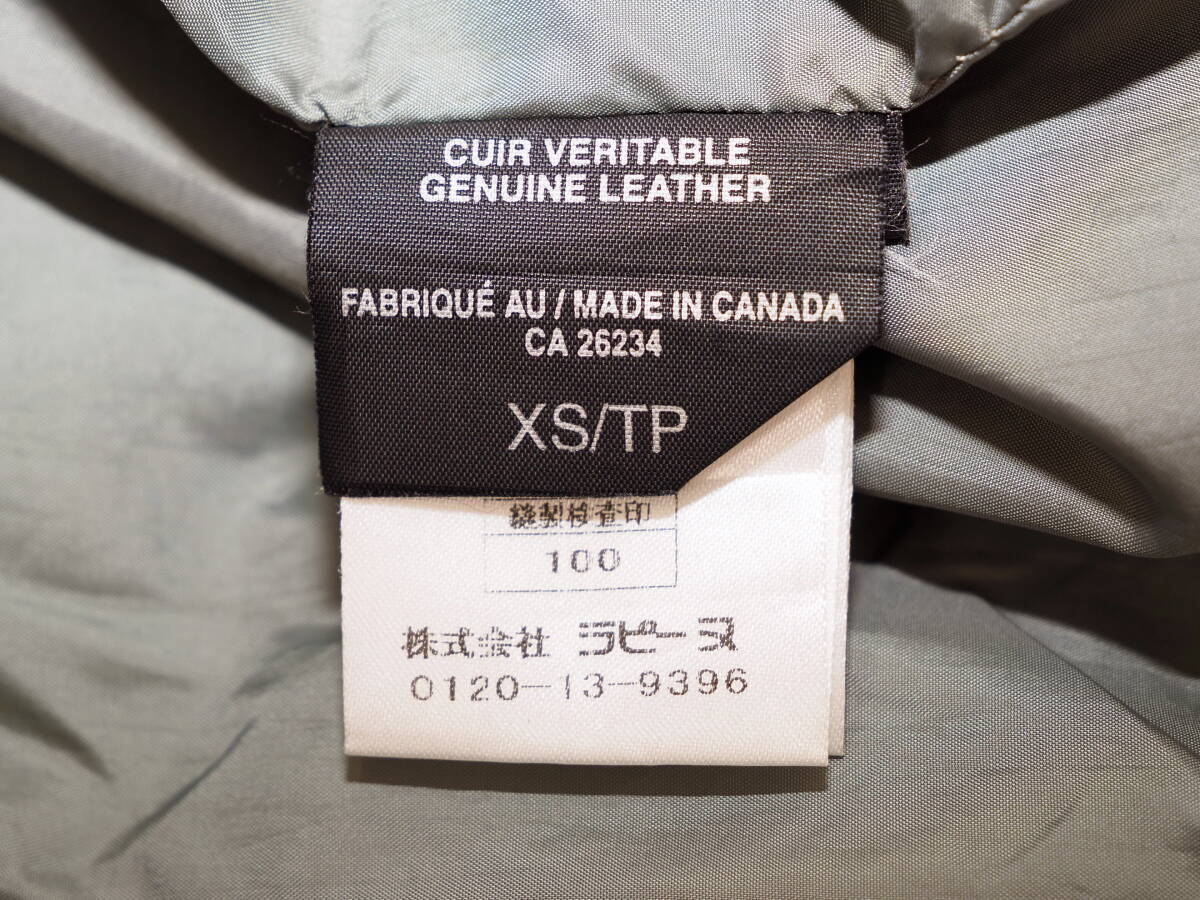 CUIR VERITABLE
GENUINE LEATHER
FABRIQUÉ AU / MADE IN CANADA
CA 26234
XS/TP
縫製検査印
100
株式会社 ラピーヌ
0120-13-9396